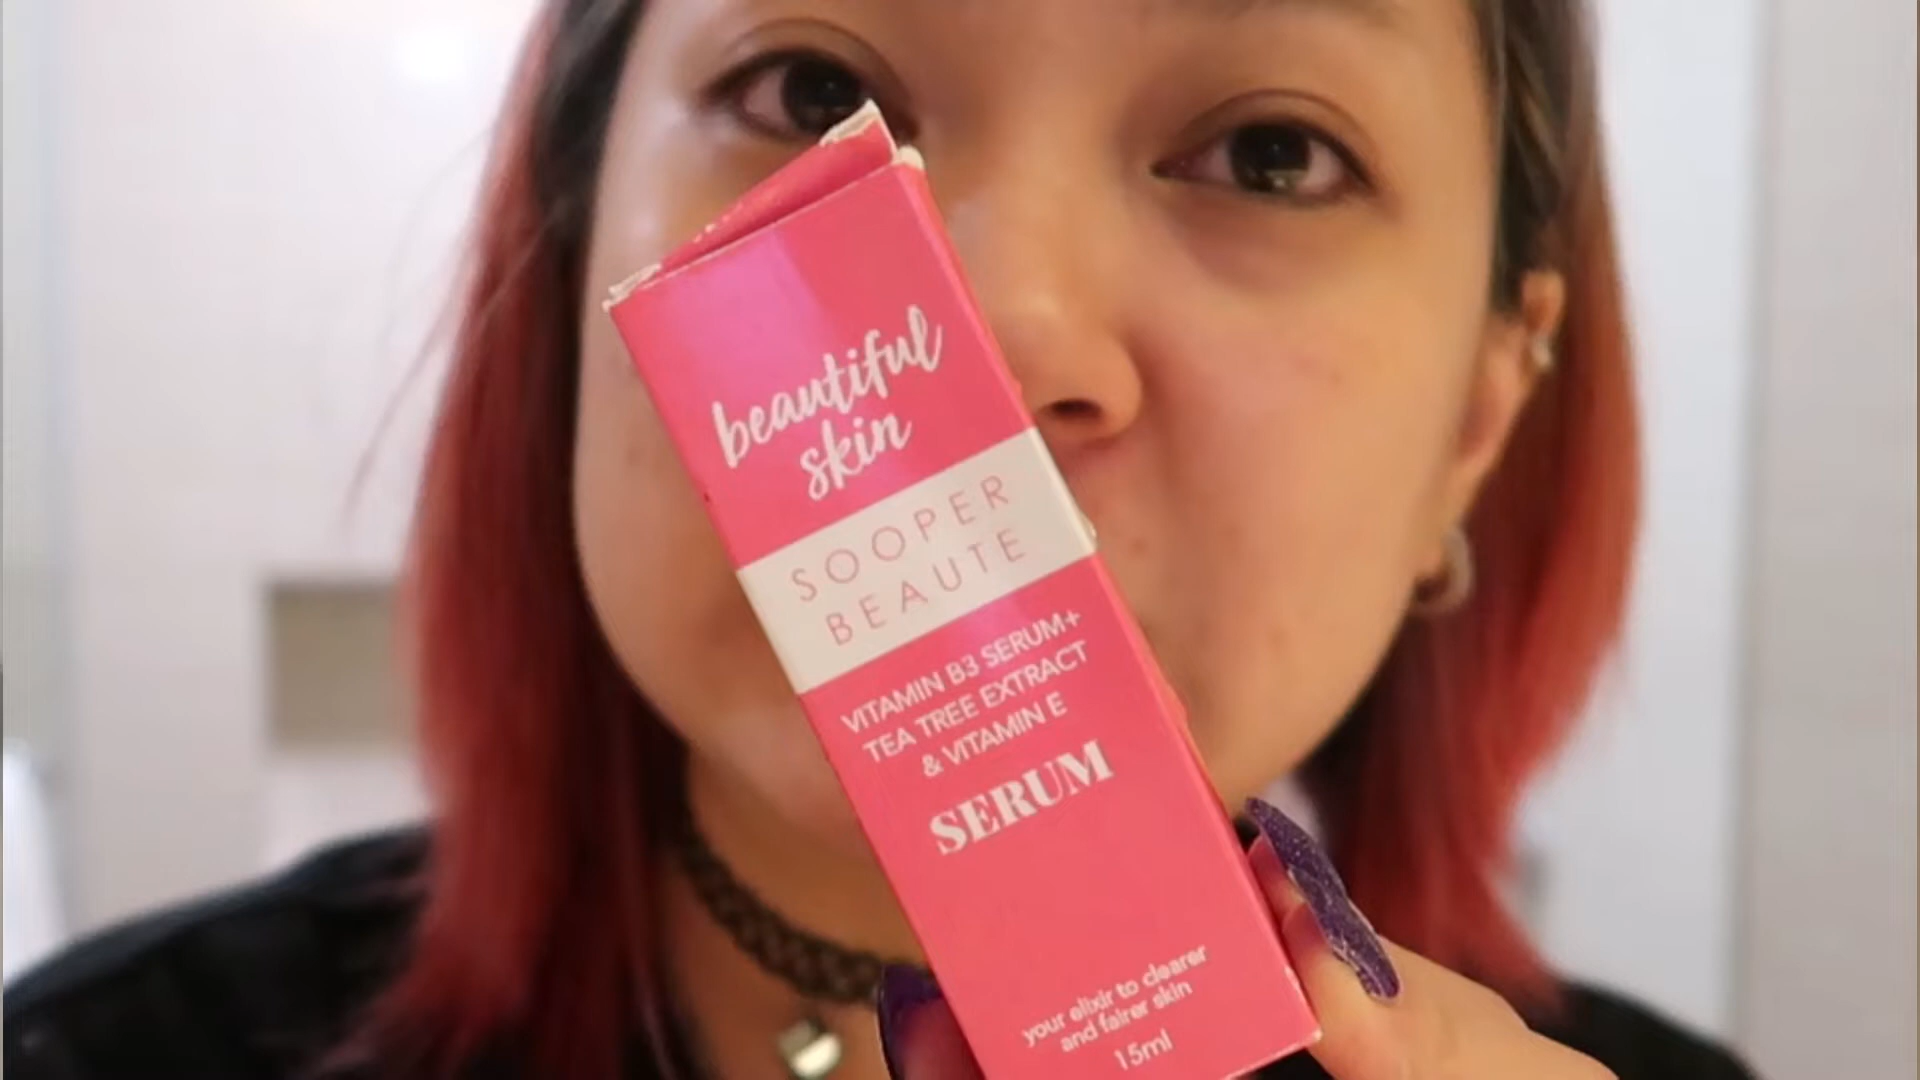 beautiful
skin
SOOPER
BEAUTE
VITAMIN B3 SERUM+
TEA TREE EXTRACT
& VITAMIN E
SERUM
your elixir to clearer
and fairer skin
15ml